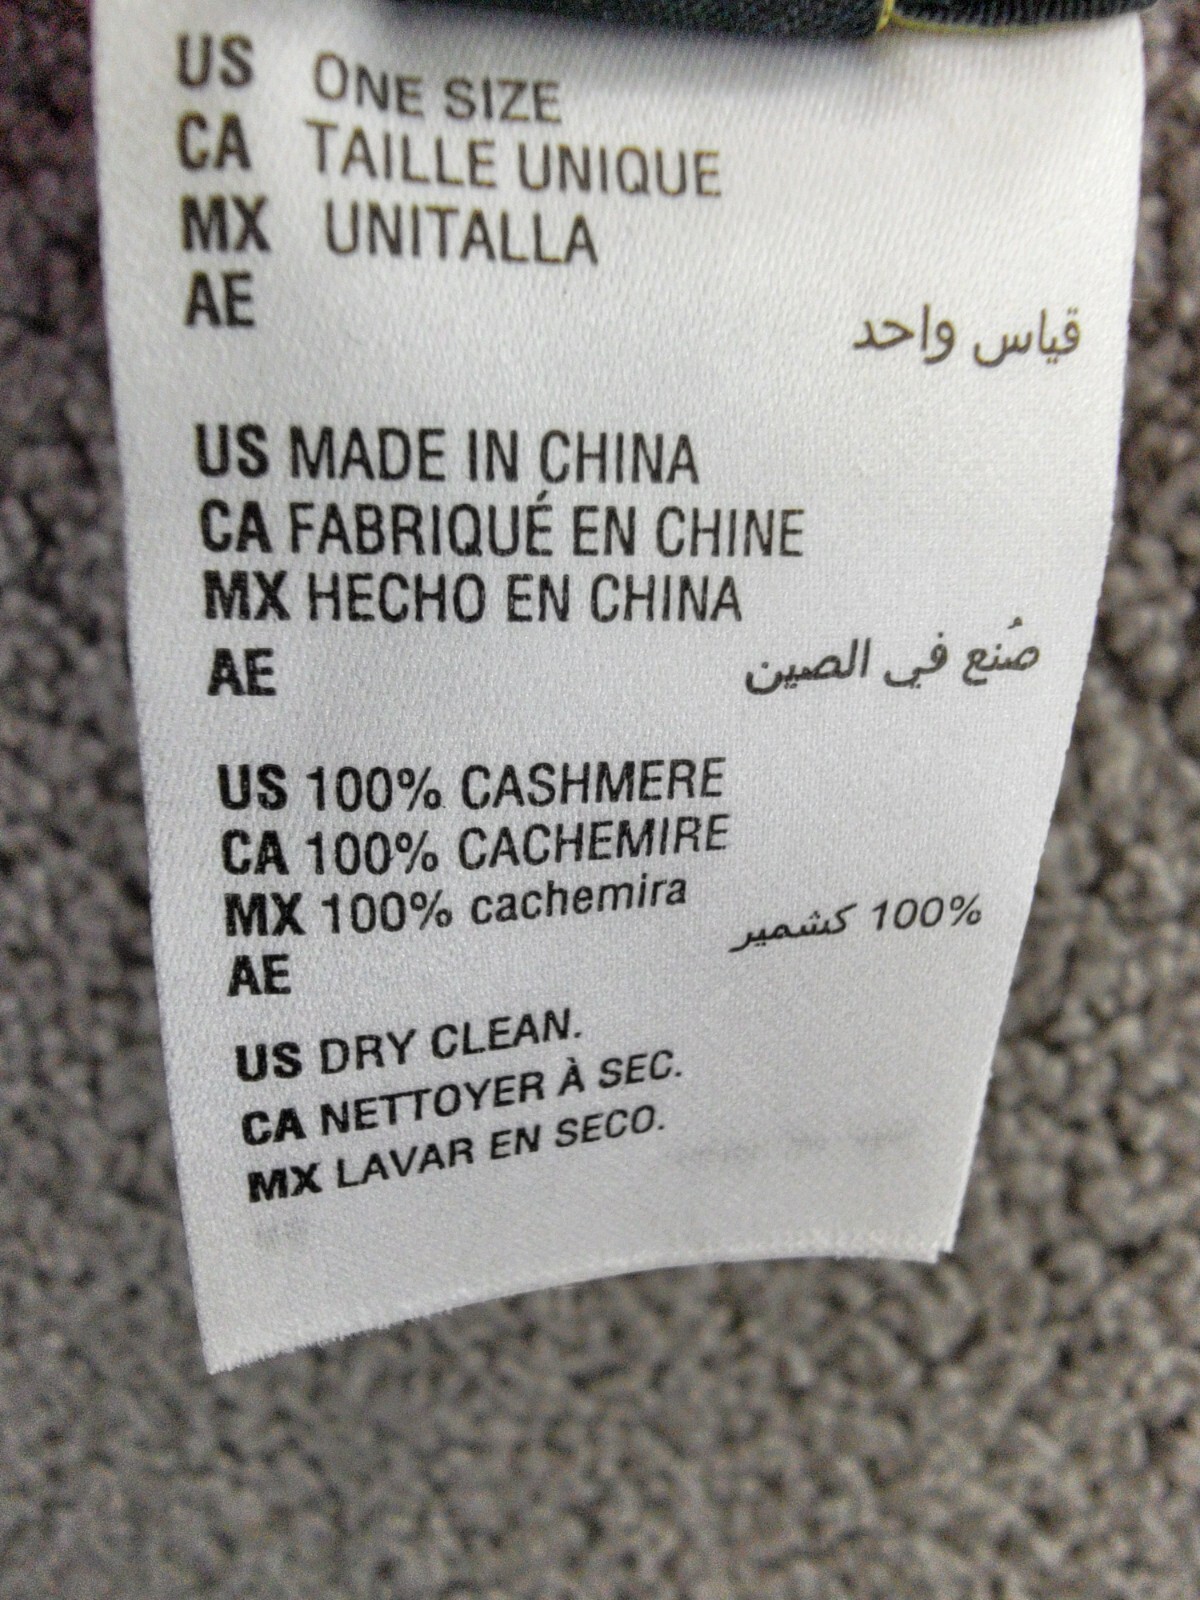 US ONE SIZE
CA TAILLE UNIQUE
MX UNITALLA
AE
قياس واحد
US MADE IN CHINA
CA FABRIQUÉ EN CHINE
MX HECHO EN CHINA
AE
صُنع في الصين
US 100% CASHMERE
CA 100% CACHEMIRE
MX 100% cachemira
100% كشمير
AE
US DRY CLEAN.
CA NETTOYER À SEC.
MX LAVAR EN SECO.